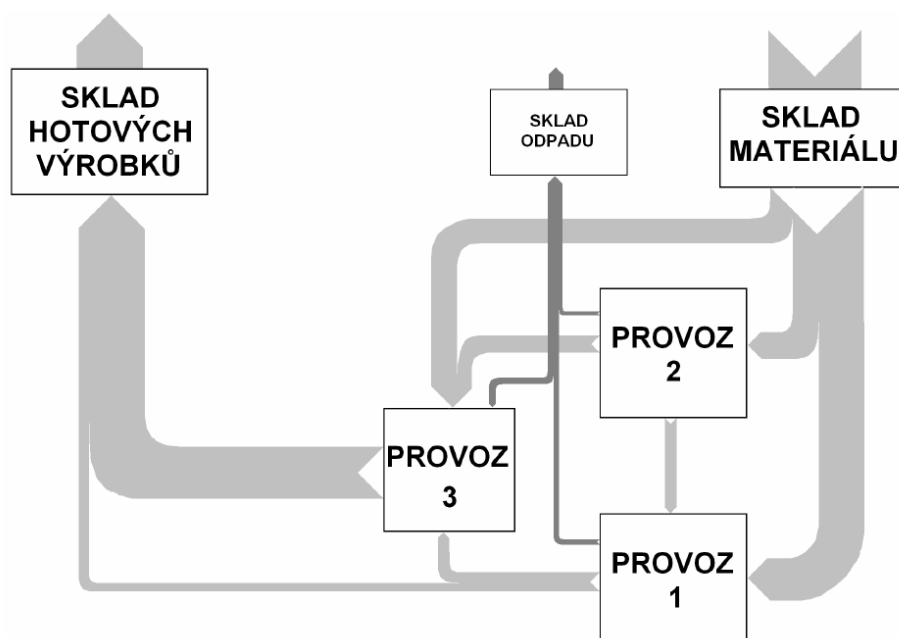 SKLAD
HOTOVÝCH
VÝROBKŮ
SKLAD
ODPADU
SKLAD
MATERIÁLU
PROVOZ
2
PROVOZ
3
PROVOZ
1